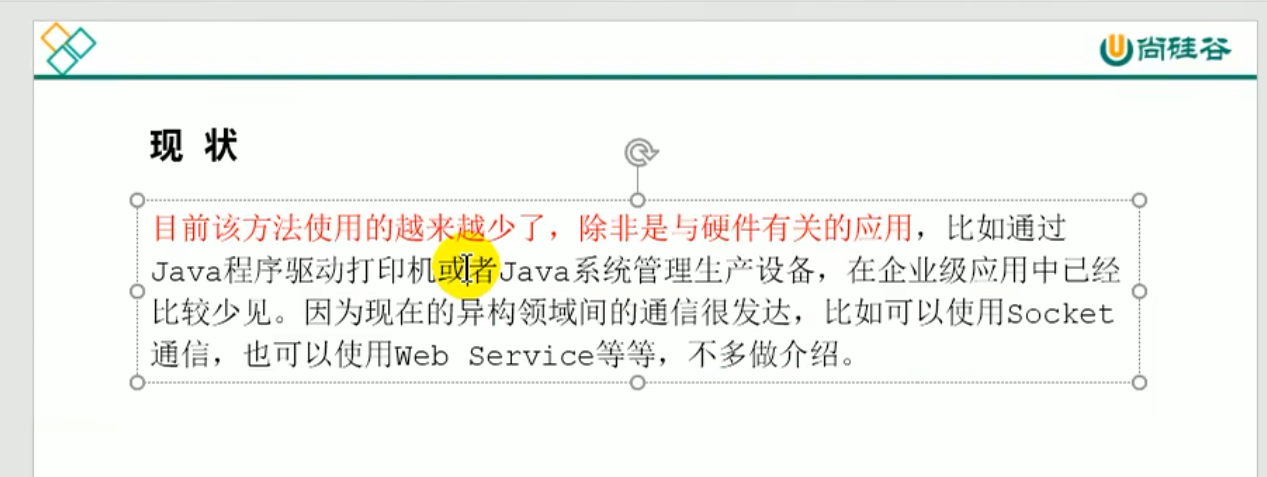 尚硅谷
现 状
目前该方法使用的越来越少了，除非是与硬件有关的应用，比如通过
Java程序驱动打印机或者Java系统管理生产设备，在企业级应用中已经
比较少见。因为现在的异构领域间的通信很发达，比如可以使用Socket
通信，也可以使用Web Service等等，不多做介绍。